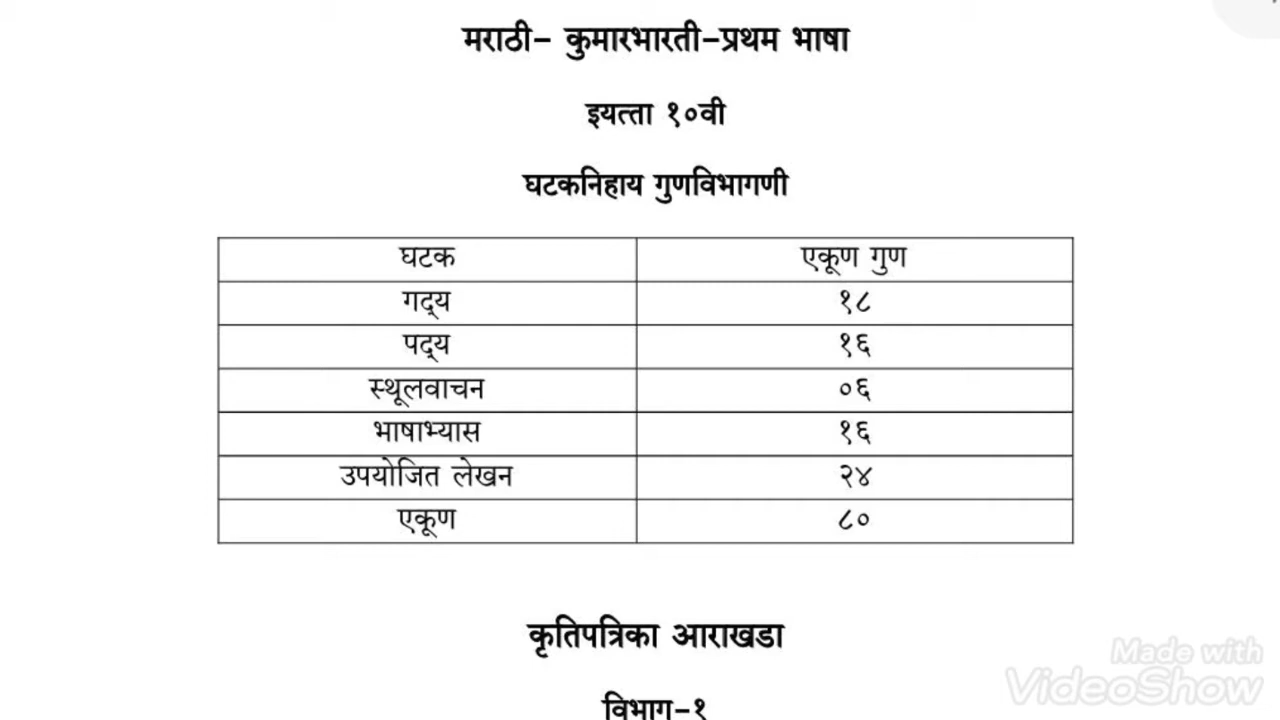 मराठी- कुमारभारती-प्रथम भाषा
इयत्ता १०वी
घटकनिहाय गुणविभागणी
घटक एकूण गुण
गद्‌य १८
पद्‌य १६
स्थूलवाचन ०६
भाषाभ्यास १६
उपयोजित लेखन २४
एकूण ८०
कृतिपत्रिका आराखडा
विभाग-१
Made with
VideoShow